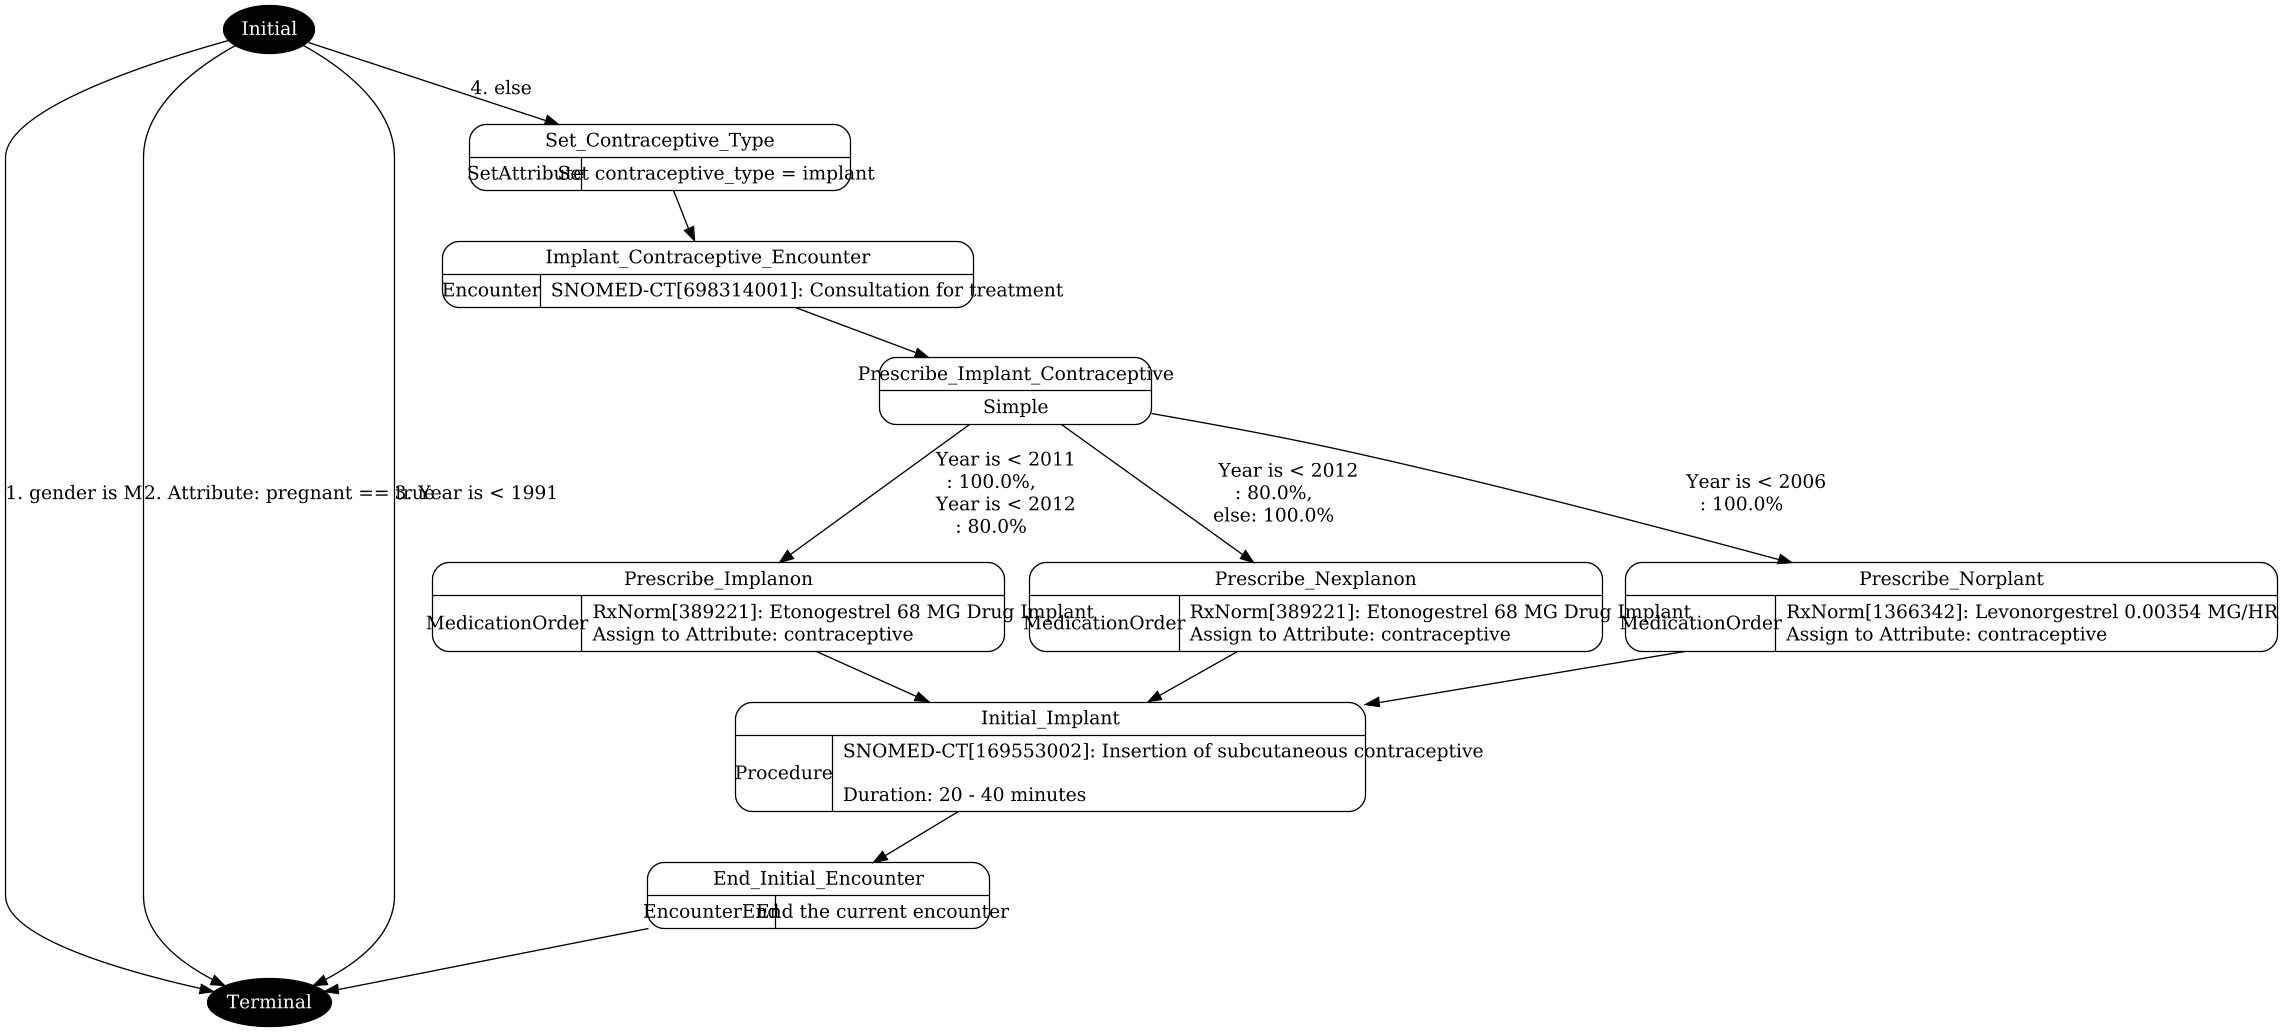 Initial
4. else
Set_Contraceptive_Type
SetAttribute
Set contraceptive_type = implant
Implant_Contraceptive_Encounter
Encounter
SNOMED-CT[698314001]: Consultation for treatment
Prescribe_Implant_Contraceptive
Simple
1. gender is M
2. Attribute: pregnant == true
3. Year is < 1991
Year is < 2011
: 100.0%,
Year is < 2012
: 80.0%
Year is < 2012
: 80.0%,
else: 100.0%
Year is < 2006
: 100.0%
Prescribe_Implanon
MedicationOrder
RxNorm[389221]: Etonogestrel 68 MG Drug Implant
Assign to Attribute: contraceptive
Prescribe_Nexplanon
MedicationOrder
RxNorm[389221]: Etonogestrel 68 MG Drug Implant
Assign to Attribute: contraceptive
Prescribe_Norplant
MedicationOrder
RxNorm[1366342]: Levonorgestrel 0.00354 MG/HR
Assign to Attribute: contraceptive
Initial_Implant
Procedure
SNOMED-CT[169553002]: Insertion of subcutaneous contraceptive
Duration: 20 - 40 minutes
End_Initial_Encounter
EncounterEnd
End the current encounter
Terminal